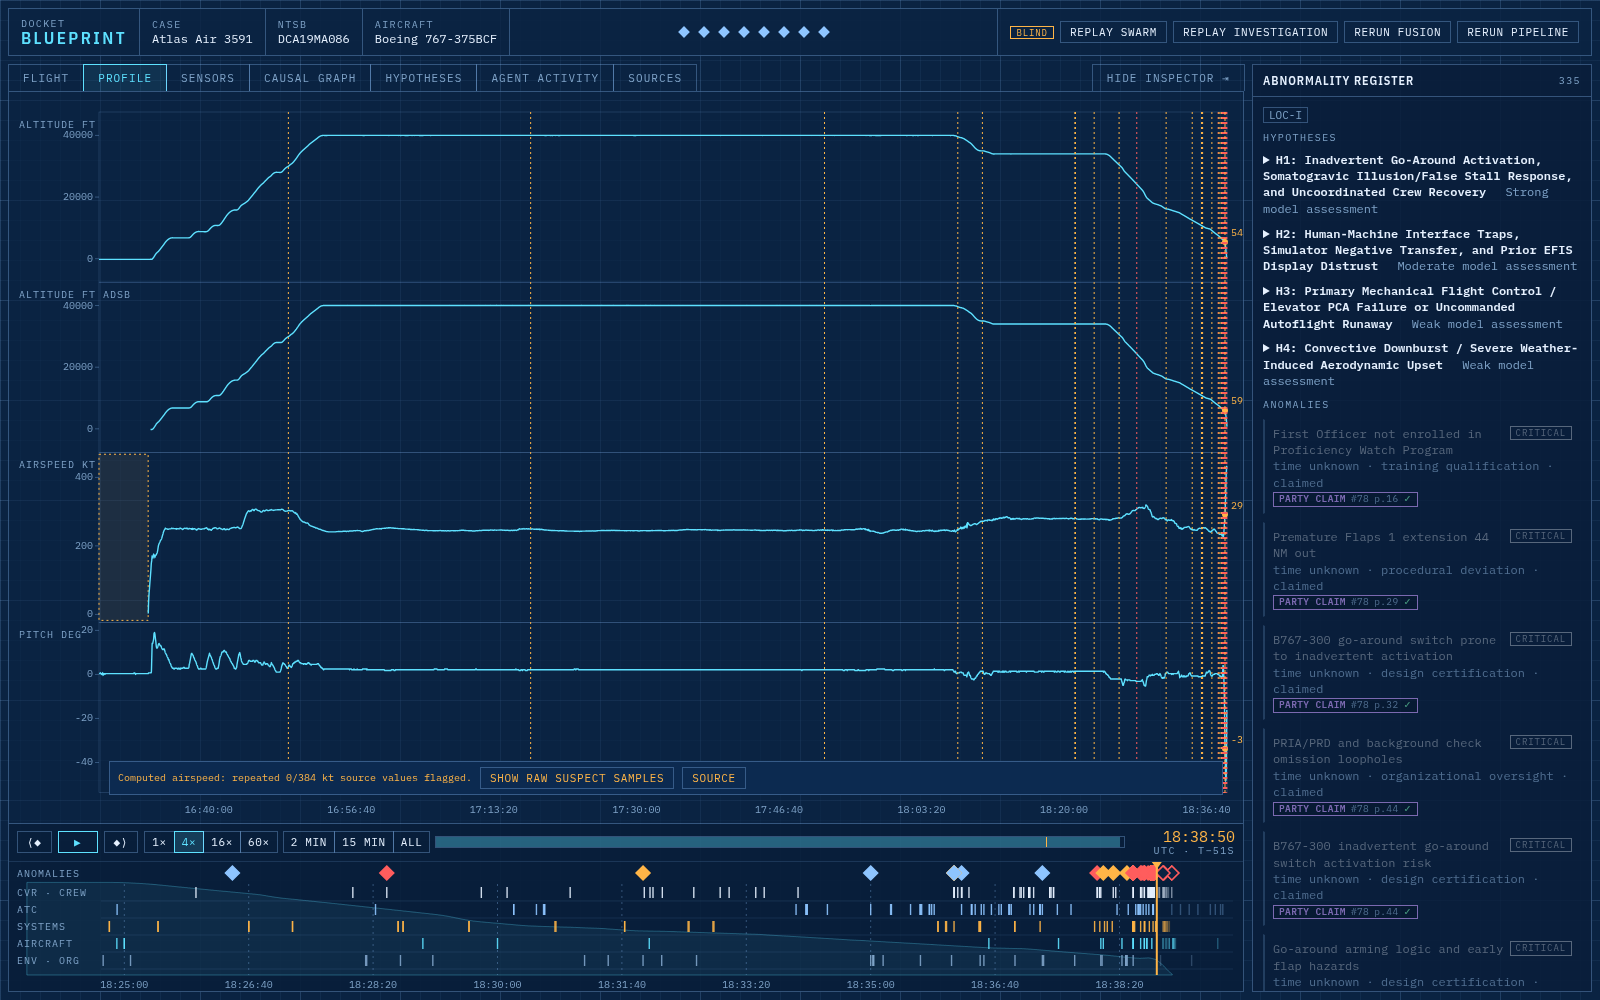 DOCKET
BLUEPRINT
CASE
Atlas Air 3591
NTSB
DCA19MA086
AIRCRAFT
Boeing 767-375BCF
BLIND
REPLAY SWARM
REPLAY INVESTIGATION
RERUN FUSION
RERUN PIPELINE
FLIGHT
PROFILE
SENSORS
CAUSAL GRAPH
HYPOTHESES
AGENT ACTIVITY
SOURCES
HIDE INSPECTOR ⇥
ALTITUDE FT
40000
20000
0
54
ALTITUDE FT ADSB
40000
20000
0
59
AIRSPEED KT
400
200
0
29
PITCH DEG
20
0
-20
-40
-3
Computed airspeed: repeated 0/384 kt source values flagged.
SHOW RAW SUSPECT SAMPLES
SOURCE
16:40:00
16:56:40
17:13:20
17:30:00
17:46:40
18:03:20
18:20:00
18:36:40
1×
4×
16×
60×
2 MIN
15 MIN
ALL
18:38:50
UTC · T−51S
ANOMALIES
CVR · CREW
ATC
SYSTEMS
AIRCRAFT
ENV · ORG
18:25:00
18:26:40
18:28:20
18:30:00
18:31:40
18:33:20
18:35:00
18:36:40
18:38:20
ABNORMALITY REGISTER
335
LOC-I
HYPOTHESES
H1: Inadvertent Go-Around Activation,
Somatogravic Illusion/False Stall Response,
and Uncoordinated Crew Recovery Strong
model assessment
H2: Human-Machine Interface Traps,
Simulator Negative Transfer, and Prior EFIS
Display Distrust Moderate model assessment
H3: Primary Mechanical Flight Control /
Elevator PCA Failure or Uncommanded
Autoflight Runaway Weak model assessment
H4: Convective Downburst / Severe Weather-
Induced Aerodynamic Upset Weak model
assessment
ANOMALIES
First Officer not enrolled in
Proficiency Watch Program
CRITICAL
time unknown · training qualification ·
claimed
PARTY CLAIM #78 p.16 ✓
Premature Flaps 1 extension 44
NM out
CRITICAL
time unknown · procedural deviation ·
claimed
PARTY CLAIM #78 p.29 ✓
B767-300 go-around switch prone
to inadvertent activation
CRITICAL
time unknown · design certification ·
claimed
PARTY CLAIM #78 p.32 ✓
PRIA/PRD and background check
omission loopholes
CRITICAL
time unknown · organizational oversight ·
claimed
PARTY CLAIM #78 p.44 ✓
B767-300 inadvertent go-around
switch activation risk
CRITICAL
time unknown · design certification ·
claimed
PARTY CLAIM #78 p.44 ✓
Go-around arming logic and early
flap hazards
CRITICAL
time unknown · design certification ·